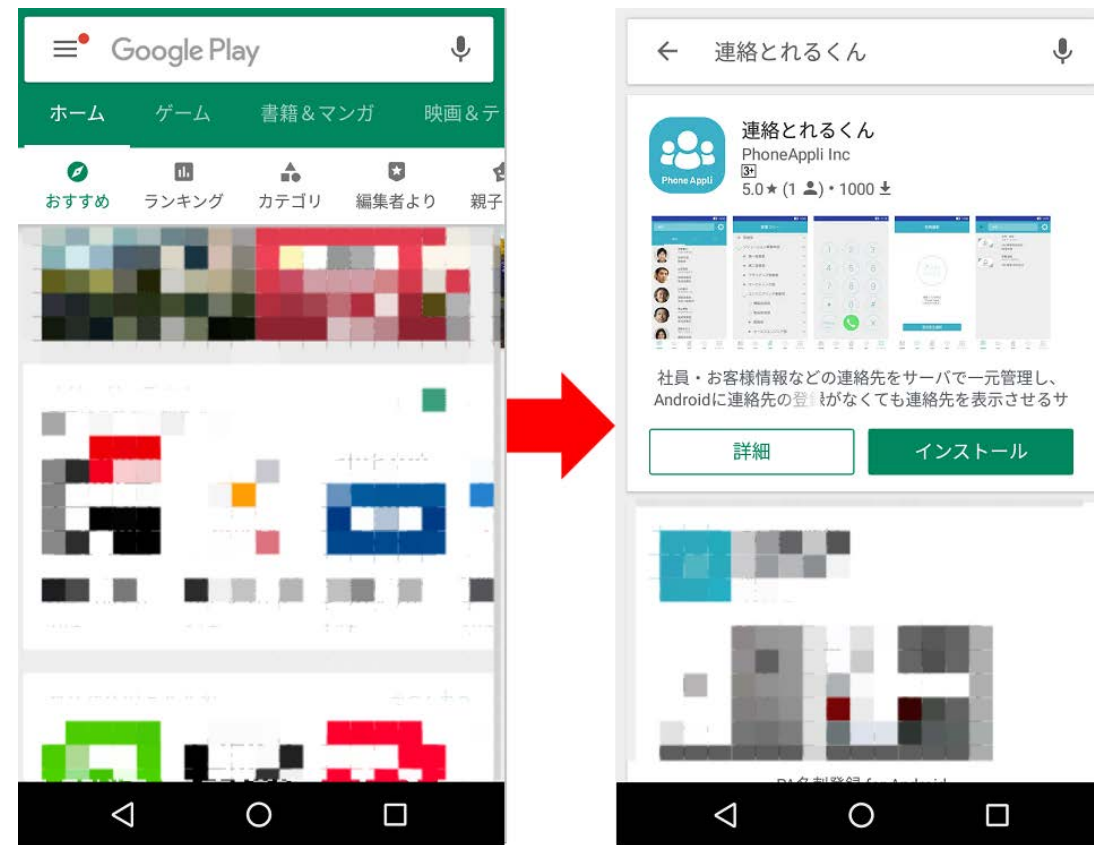 Google Play
ホーム ゲーム 書籍＆マンガ 映画＆テ
おすすめ ランキング カテゴリ 編集者より 親子
連絡とれるくん
連絡とれるくん
PhoneAppli Inc
3+
5.0★ (1 ) • 1000
Phone Appli
社員・お客様情報などの連絡先をサーバで一元管理し、
Androidに連絡先の登録がなくても連絡先を表示させるサ
詳細 インストール